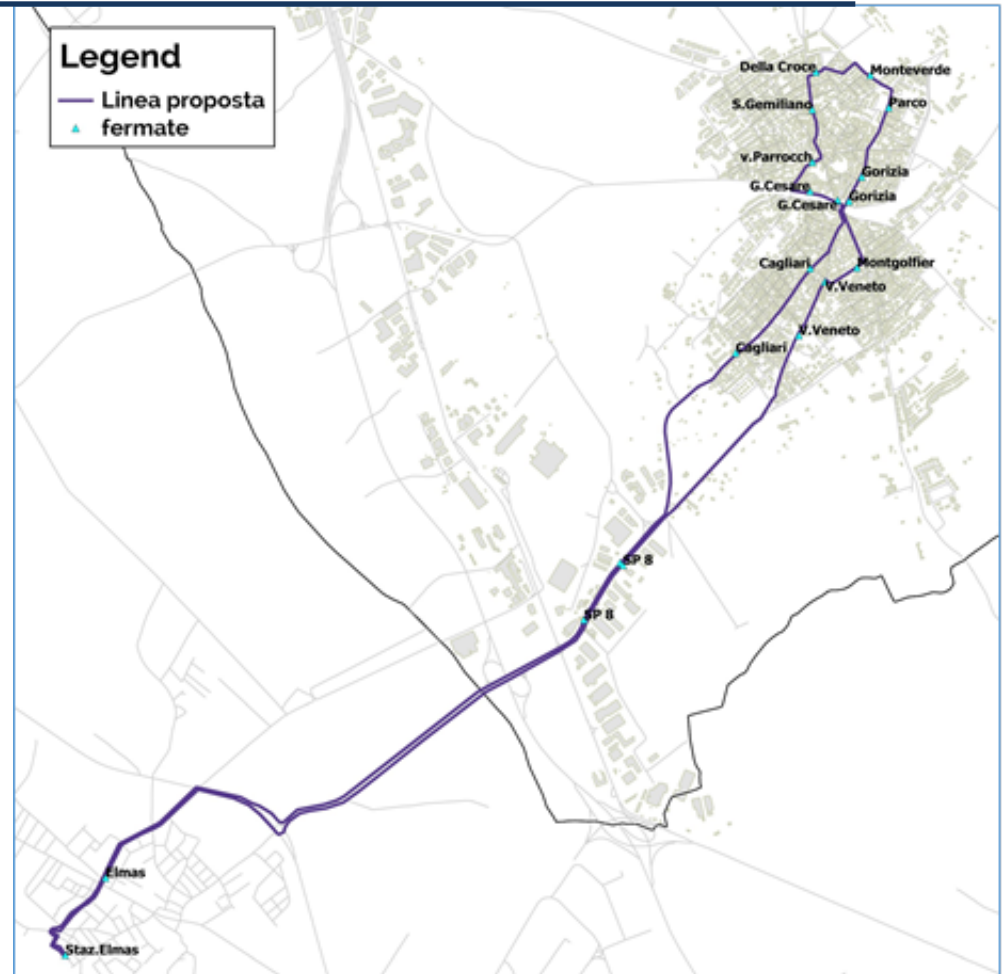 Legend
Linea proposta
fermate
Della Croce
Monteverde
S.Gemiliano
Parco
v.Parrocch
Gorizia
G.Cesare
Gorizia
G.Cesare
Cagliari
Montgolfier
V.Veneto
V.Veneto
Cagliari
SP 8
SP 8
Elmas
Staz.Elmas